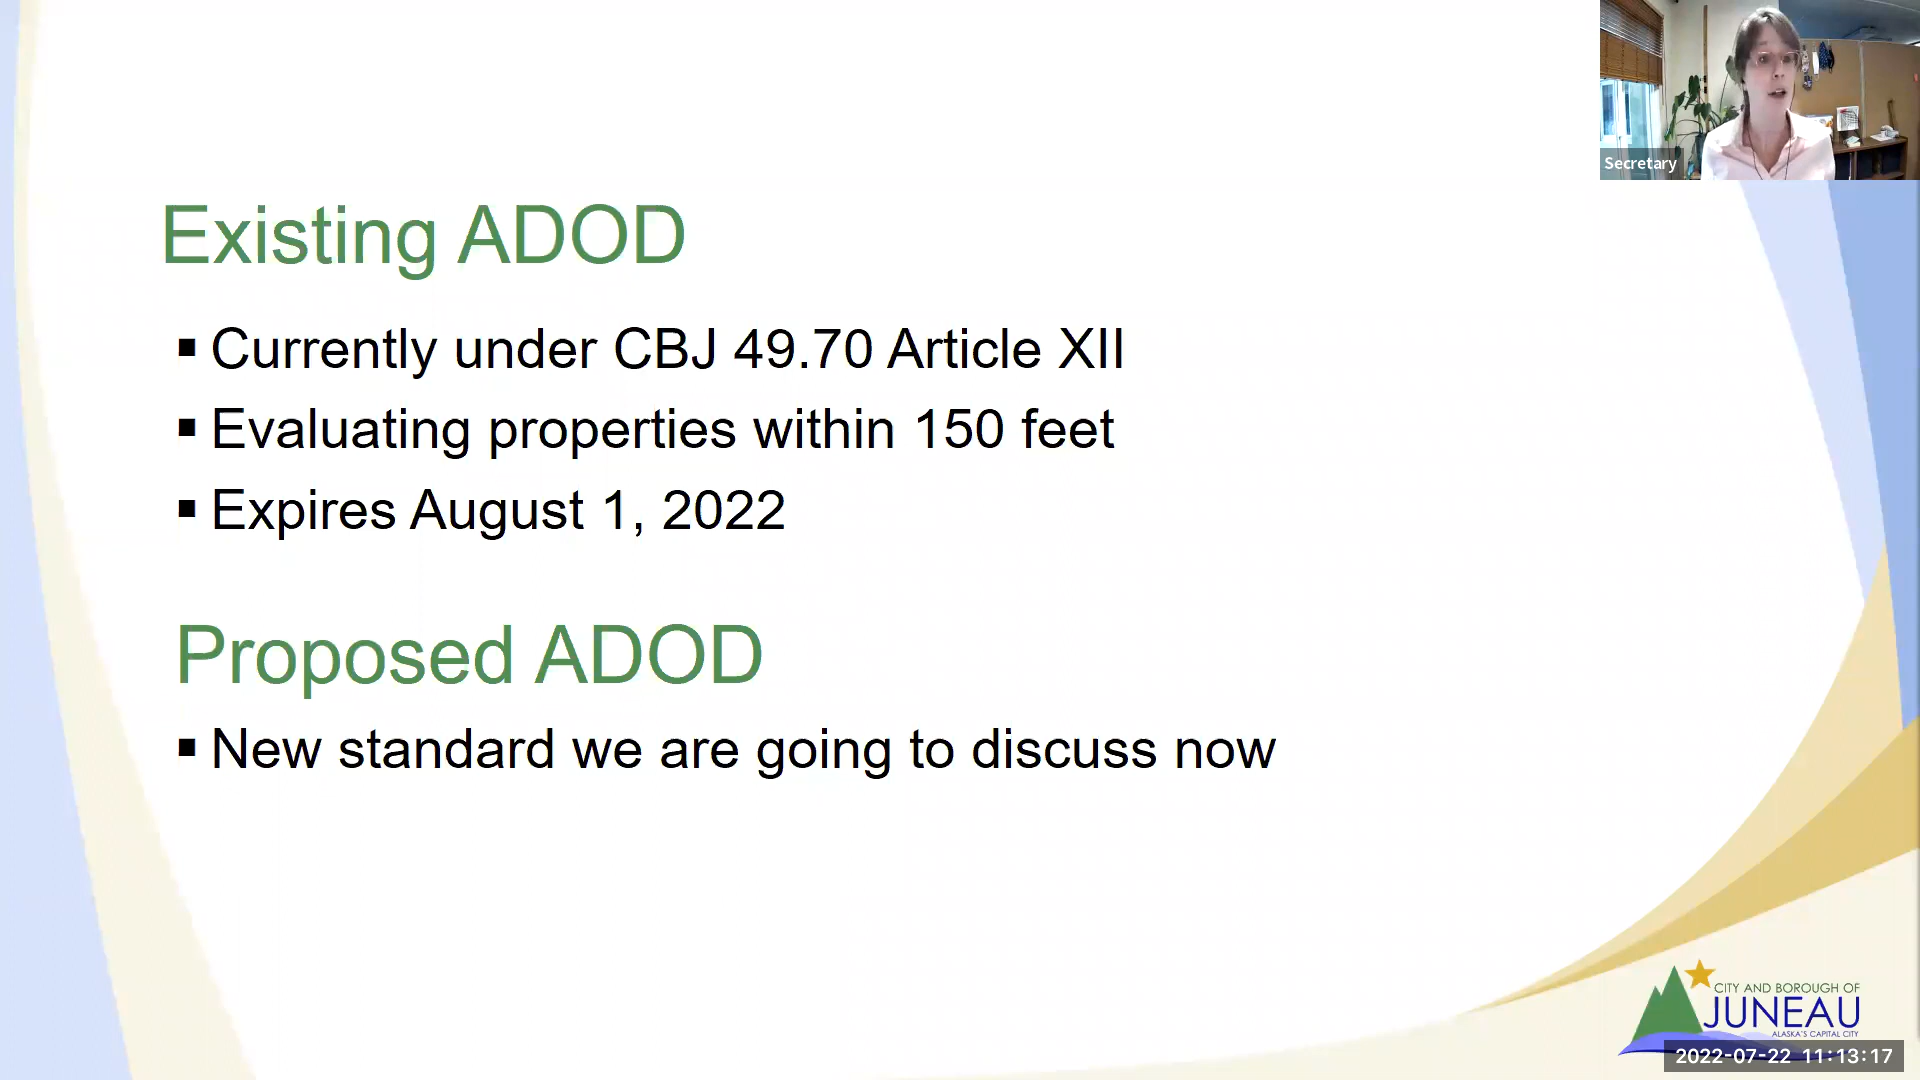 Secretary
Existing ADOD
▪ Currently under CBJ 49.70 Article XII
▪ Evaluating properties within 150 feet
▪ Expires August 1, 2022
Proposed ADOD
▪ New standard we are going to discuss now
CITY AND BOROUGH OF
JUNEAU
ALASKA'S CAPITAL CITY
2022-07-22 11:13:17